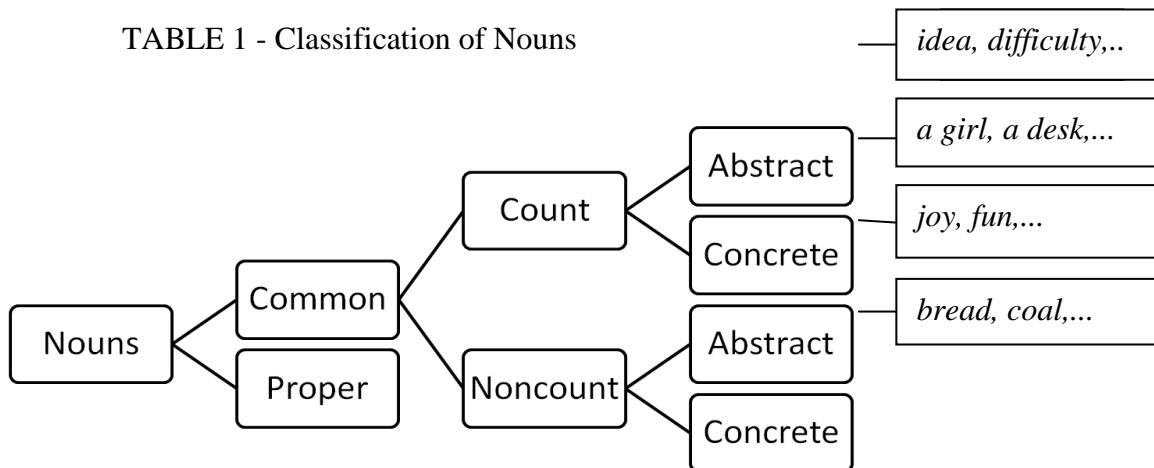 TABLE 1 - Classification of Nouns
idea, difficulty,..
a girl, a desk,...
Abstract
Count
joy, fun,...
Concrete
Common
bread, coal,...
Nouns
Abstract
Proper
Noncount
Concrete